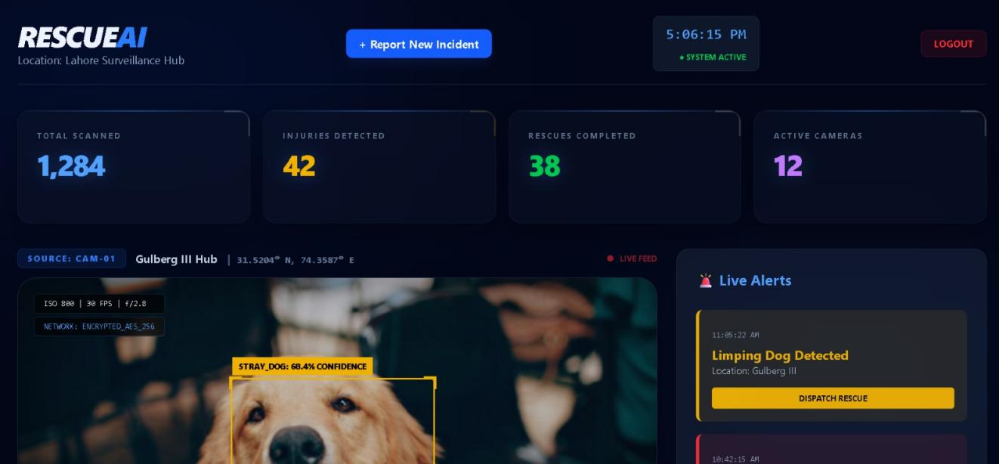 RESCUEAI
Location: Lahore Surveillance Hub
+ Report New Incident
5:06:15 PM
● SYSTEM ACTIVE
LOGOUT
TOTAL SCANNED
1,284
INJURIES DETECTED
42
RESCUES COMPLETED
38
ACTIVE CAMERAS
12
SOURCE: CAM-01
Gulberg III Hub | 31.5204° N, 74.3587° E
● LIVE FEED
ISO 800 | 30 FPS | f/2.8
NETWORK: ENCRYPTED_AES_256
STRAY_DOG: 68.4% CONFIDENCE
🚨 Live Alerts
11:05:22 AM
Limping Dog Detected
Location: Gulberg III
DISPATCH RESCUE
10:42:15 AM